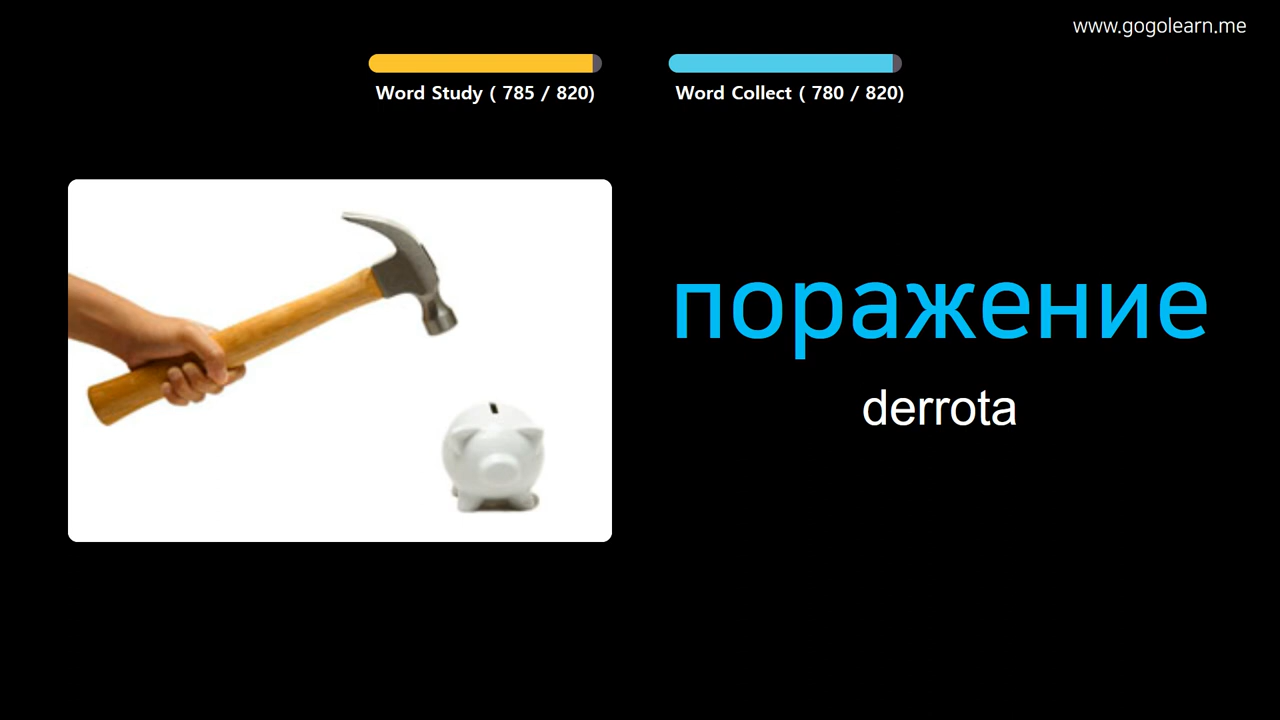 www.gogolearn.me
Word Study ( 785 / 820)
Word Collect ( 780 / 820)
поражение
derrota